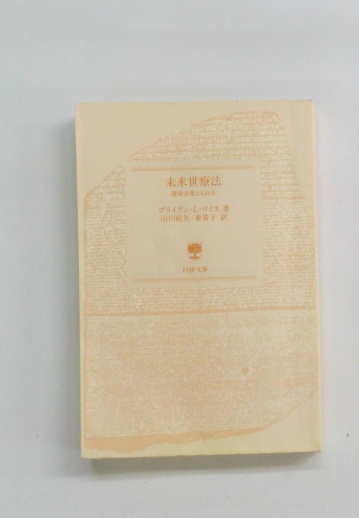 未来世療法
運命は変えられる
ブライアン・L・ワイス 著
山川紘矢・亜希子 訳
PHP文庫